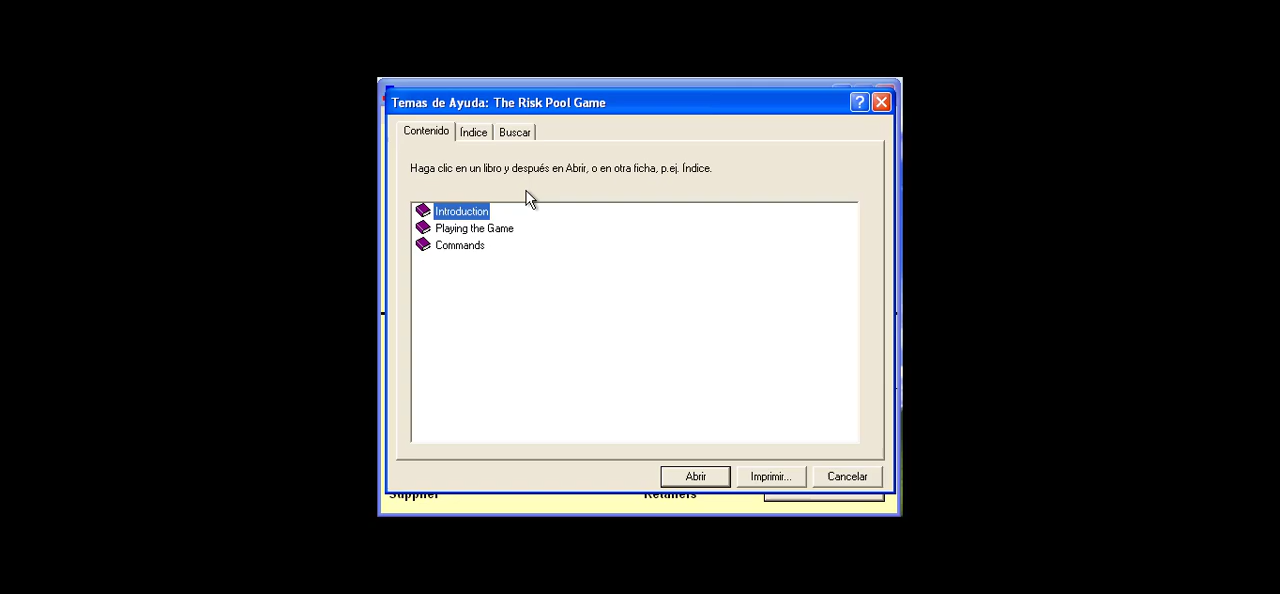 Temas de Ayuda: The Risk Pool Game
Contenido Índice Buscar
Haga clic en un libro y después en Abrir, o en otra ficha, p.ej. Índice.
Introduction
Playing the Game
Commands
Abrir Imprimir... Cancelar
Supplier Retailers